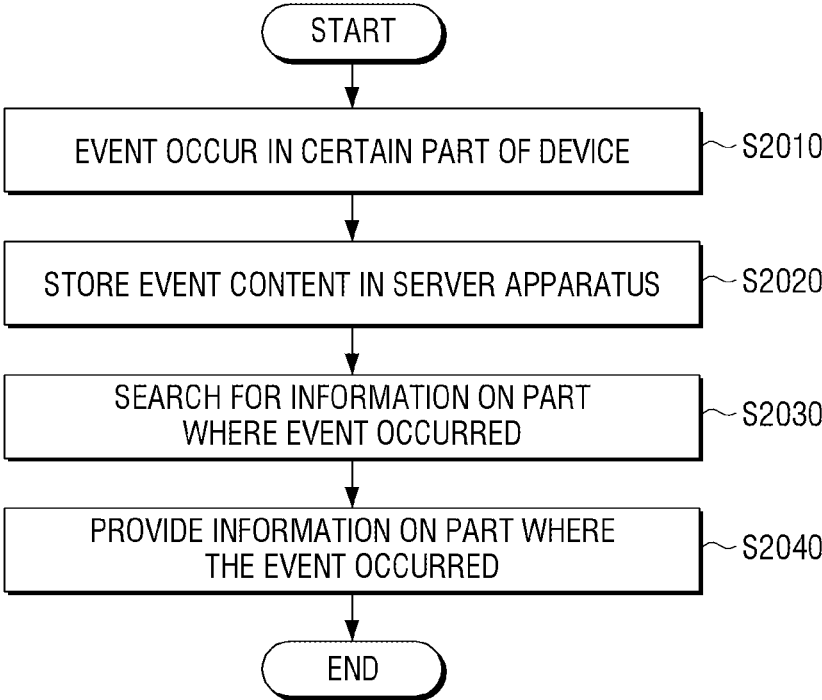 START
EVENT OCCUR IN CERTAIN PART OF DEVICE
S2010
STORE EVENT CONTENT IN SERVER APPARATUS
S2020
SEARCH FOR INFORMATION ON PART
WHERE EVENT OCCURRED
S2030
PROVIDE INFORMATION ON PART WHERE
THE EVENT OCCURRED
S2040
END